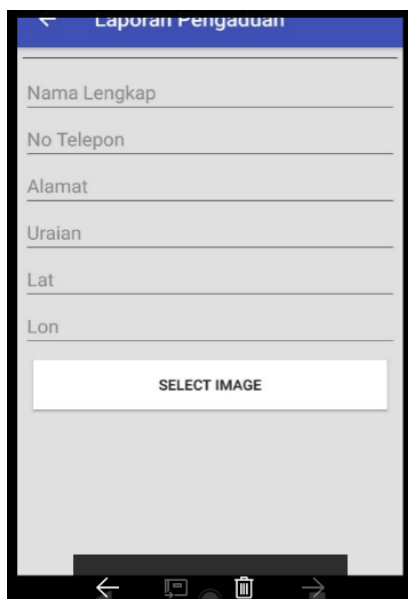 Laporan Pengaduan
Nama Lengkap
No Telepon
Alamat
Uraian
Lat
Lon
SELECT IMAGE